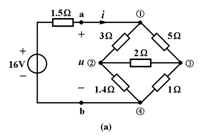 1.5Ω a i ①
+ 3Ω 5Ω
+ 2Ω
16V u ② ③
− − 1.4Ω 1Ω
b ④
(a)